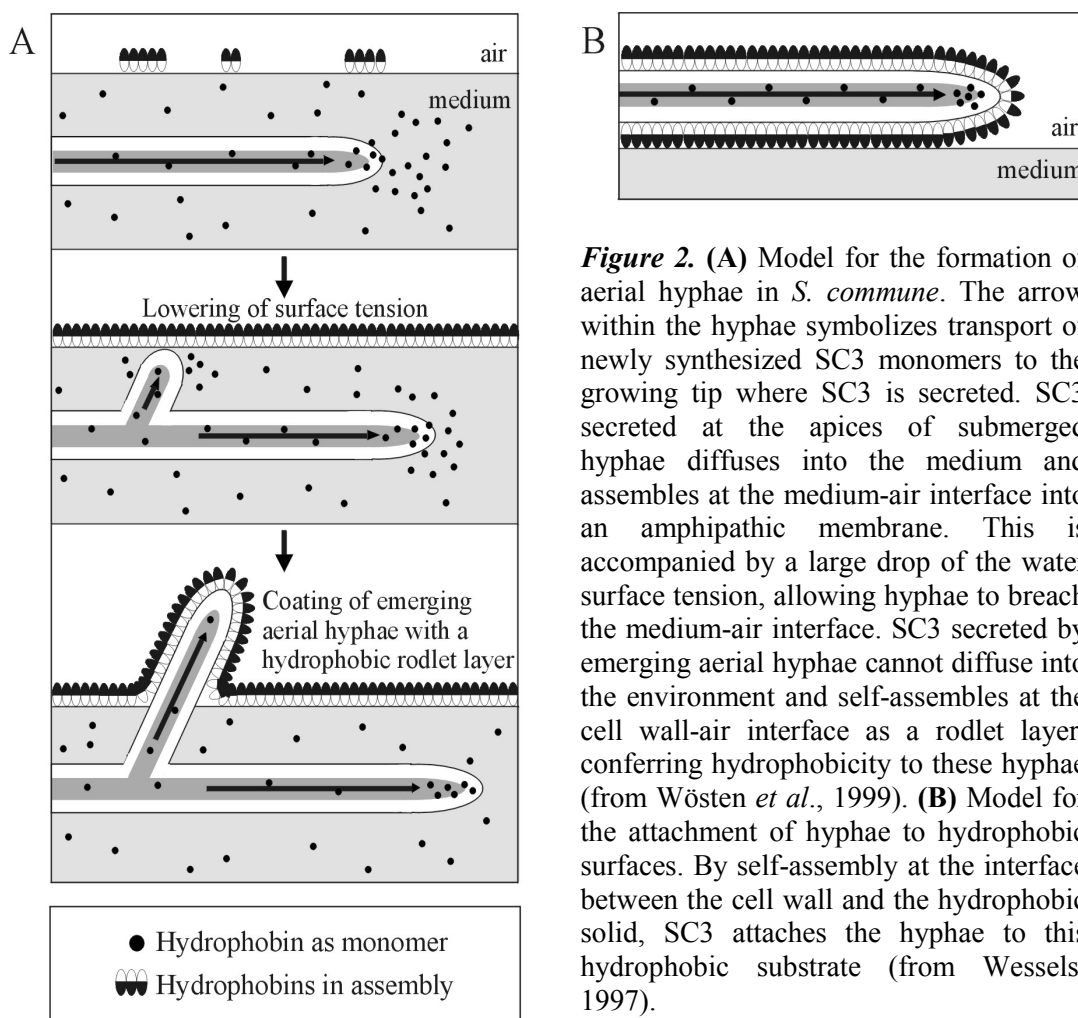 A
air
medium
Lowering of surface tension
Coating of emerging
aerial hyphae with a
hydrophobic rodlet layer
Hydrophobin as monomer
Hydrophobins in assembly
B
air
medium
Figure 2. (A) Model for the formation of
aerial hyphae in S. commune. The arrow
within the hyphae symbolizes transport of
newly synthesized SC3 monomers to the
growing tip where SC3 is secreted. SC3
secreted at the apices of submerged
hyphae diffuses into the medium and
assembles at the medium-air interface into
an amphipathic membrane. This is
accompanied by a large drop of the water
surface tension, allowing hyphae to breach
the medium-air interface. SC3 secreted by
emerging aerial hyphae cannot diffuse into
the environment and self-assembles at the
cell wall-air interface as a rodlet layer
conferring hydrophobicity to these hyphae
(from Wösten et al., 1999). (B) Model for
the attachment of hyphae to hydrophobic
surfaces. By self-assembly at the interface
between the cell wall and the hydrophobic
solid, SC3 attaches the hyphae to this
hydrophobic substrate (from Wessels
1997).